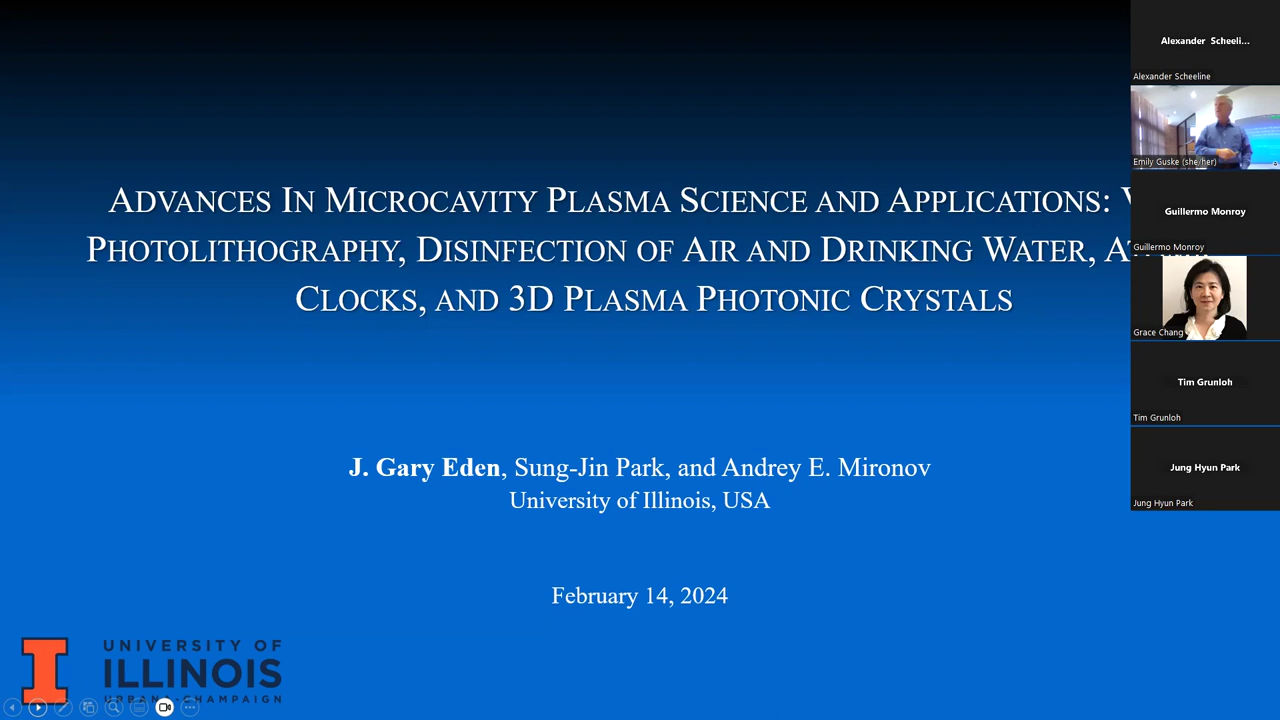 ADVANCES IN MICROCAVITY PLASMA SCIENCE AND APPLICATIONS:
PHOTOLITHOGRAPHY, DISINFECTION OF AIR AND DRINKING WATER,
CLOCKS, AND 3D PLASMA PHOTONIC CRYSTALS
J. Gary Eden, Sung-Jin Park, and Andrey E. Mironov
University of Illinois, USA
February 14, 2024
UNIVERSITY OF
ILLINOIS
URBANA-CHAMPAIGN
Alexander Scheeli...
Alexander Scheeline
Emily Guske (she/her)
Guillermo Monroy
Guillermo Monroy
Grace Chang
Tim Grunloh
Tim Grunloh
Jung Hyun Park
Jung Hyun Park